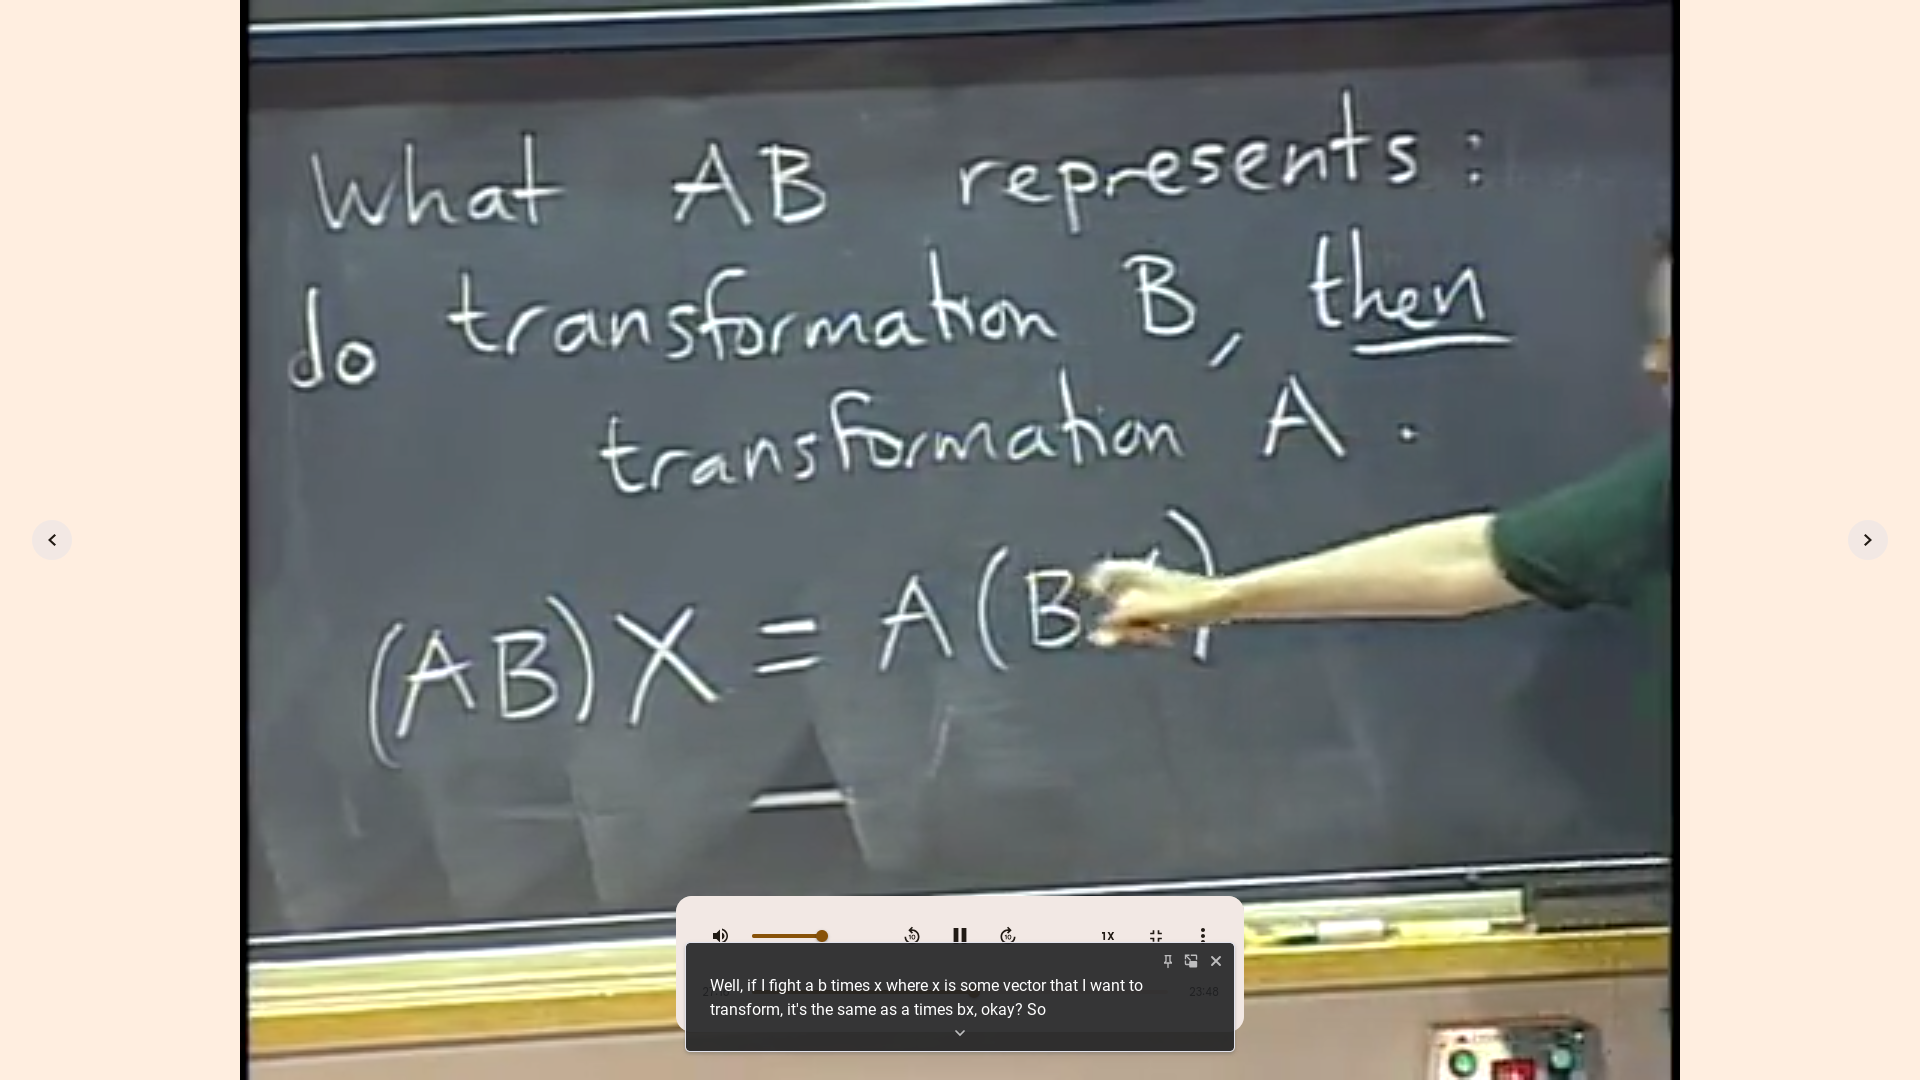 What AB represents:
do transformation B, then
transformation A.
(AB)X = A(BX)
1X
23:48
Well, if I fight a b times x where x is some vector that I want to
transform, it's the same as a times bx, okay? So